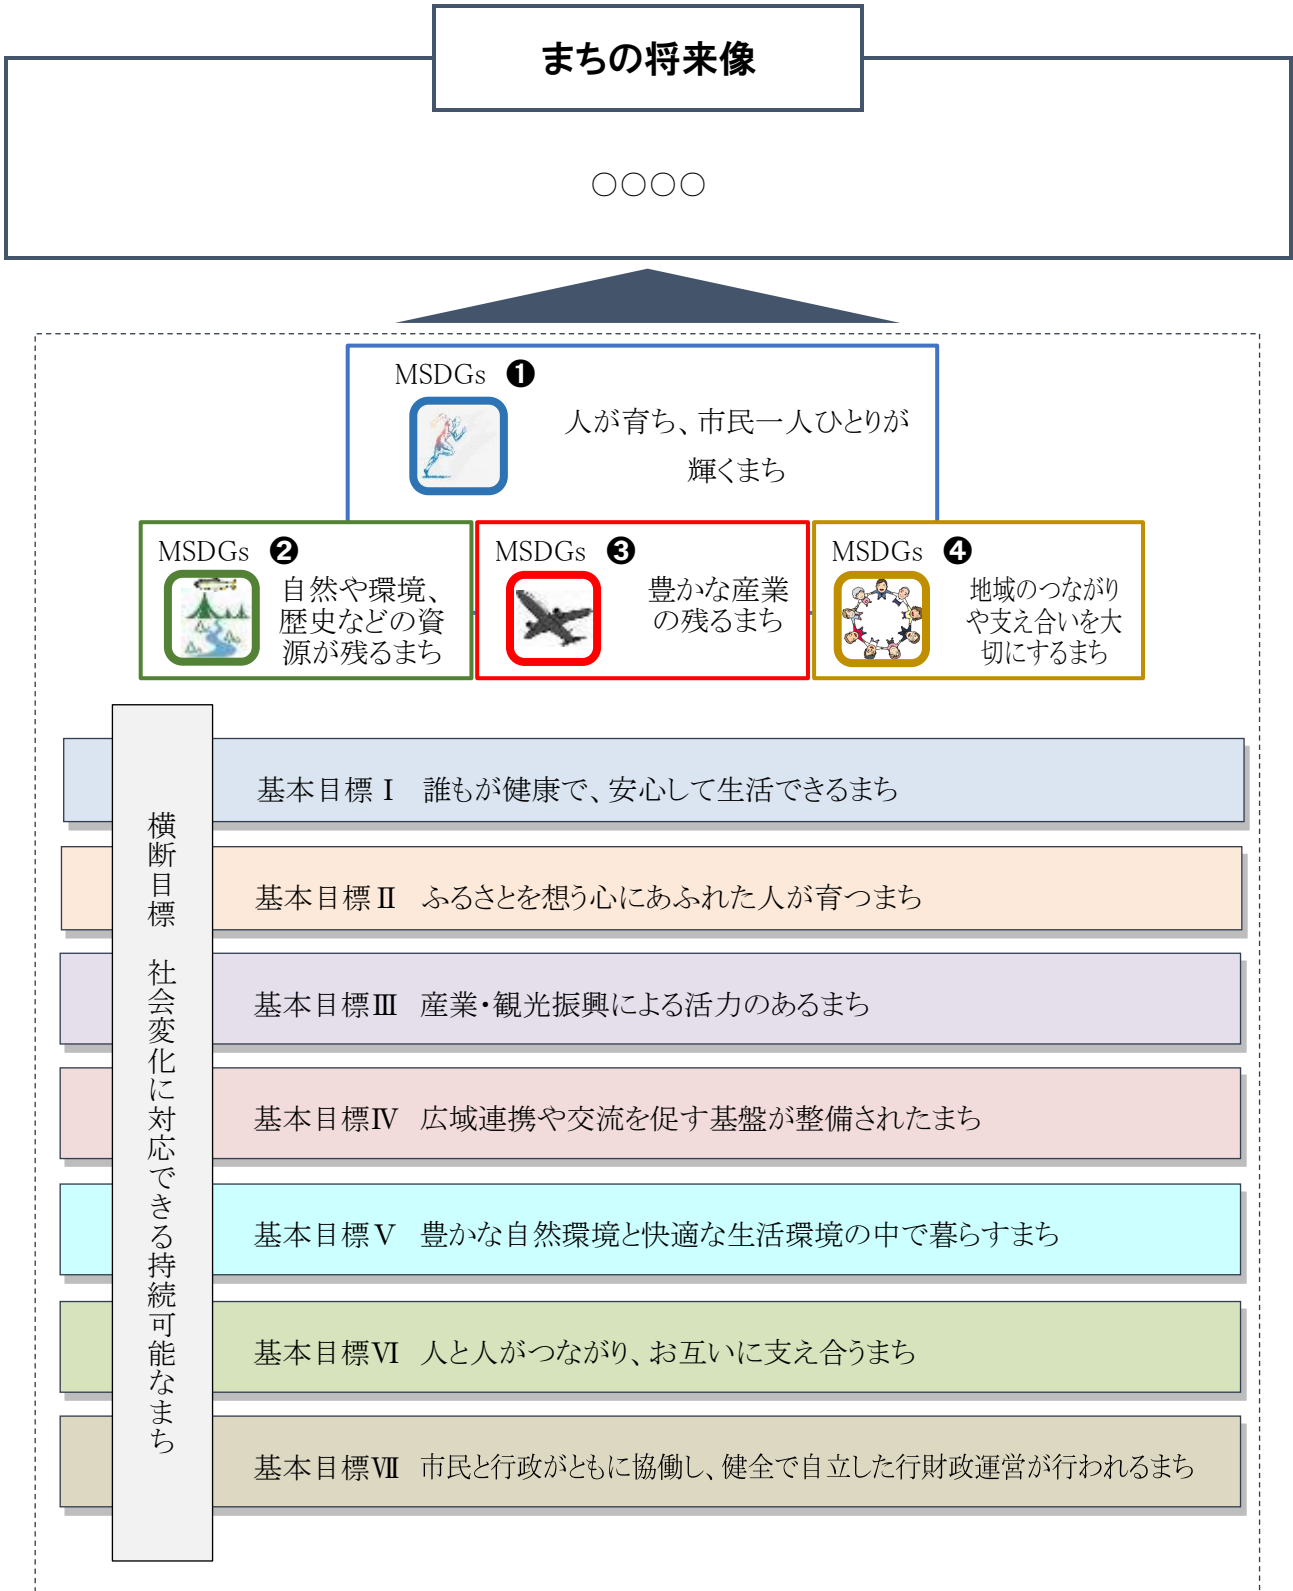 まちの将来像
○○○○
MSDGs ❶
人が育ち、市民一人ひとりが
輝くまち
MSDGs ❷
自然や環境、
歴史などの資
源が残るまち
MSDGs ❸
豊かな産業
の残るまち
MSDGs ❹
地域のつながり
や支え合いを大
切にするまち
横断目標 社会変化に対応できる持続可能なまち
基本目標Ⅰ 誰もが健康で、安心して生活できるまち
基本目標Ⅱ ふるさとを想う心にあふれた人が育つまち
基本目標Ⅲ 産業・観光振興による活力のあるまち
基本目標Ⅳ 広域連携や交流を促す基盤が整備されたまち
基本目標Ⅴ 豊かな自然環境と快適な生活環境の中で暮らすまち
基本目標Ⅵ 人と人がつながり、お互いに支え合うまち
基本目標Ⅶ 市民と行政がともに協働し、健全で自立した行財政運営が行われるまち